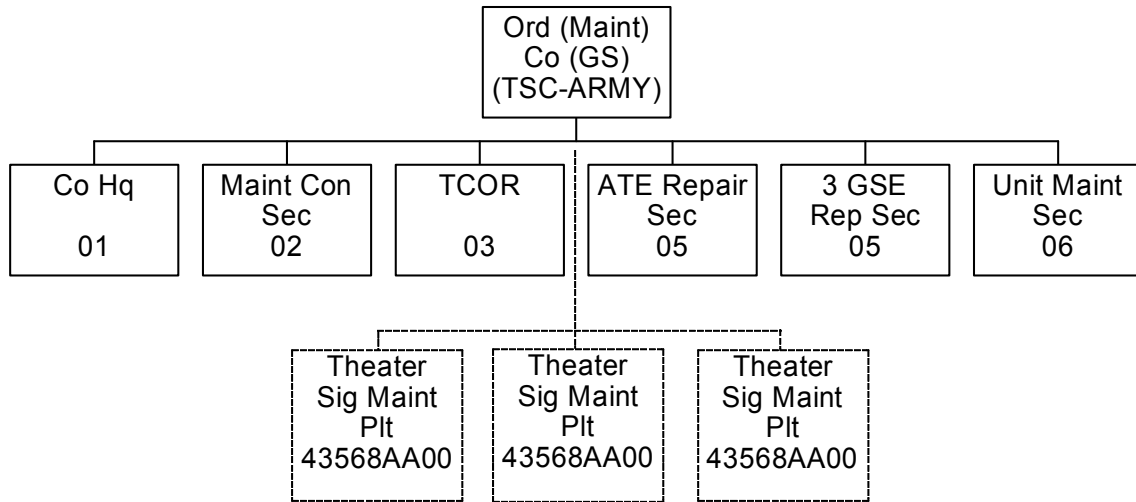 Ord (Maint)
Co (GS)
(TSC-ARMY)
Co Hq
01
Maint Con
Sec
02
TCOR
03
ATE Repair
Sec
05
3 GSE
Rep Sec
05
Unit Maint
Sec
06
Theater
Sig Maint
Plt
43568AA00
Theater
Sig Maint
Plt
43568AA00
Theater
Sig Maint
Plt
43568AA00